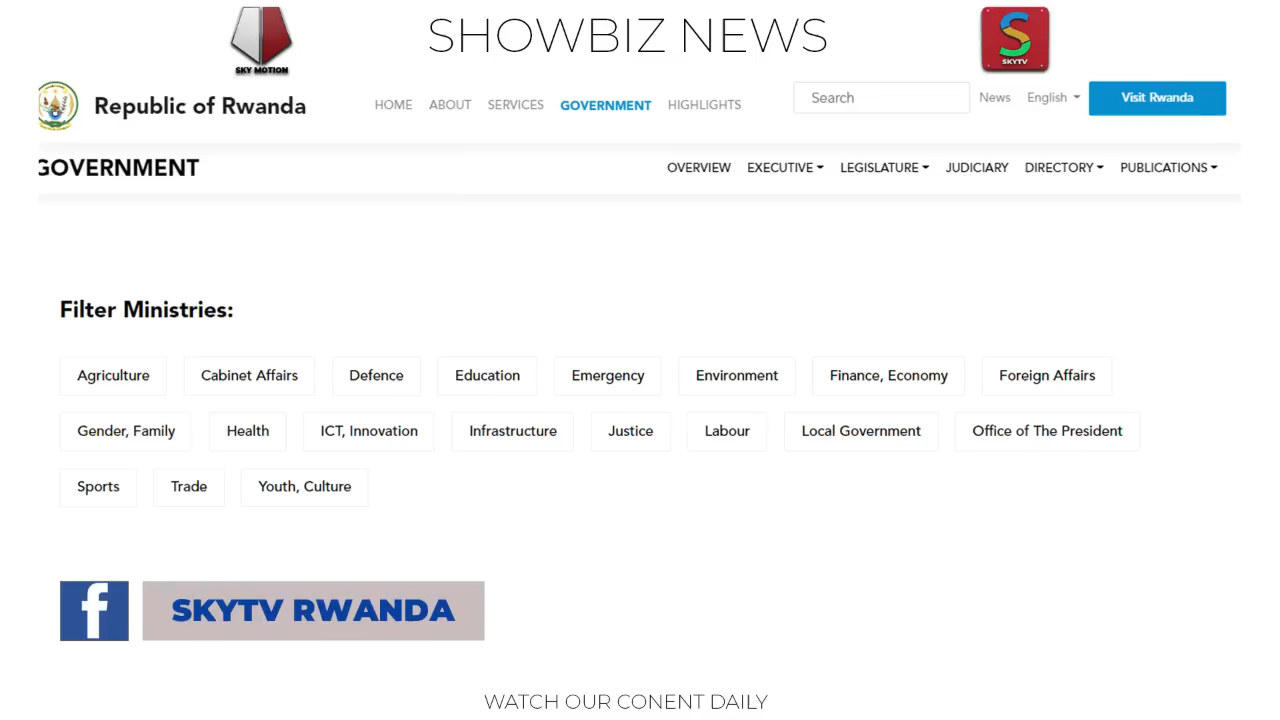 SHOWBIZ NEWS
SKY MOTION
SKYTV
Republic of Rwanda
HOME ABOUT SERVICES GOVERNMENT HIGHLIGHTS
Search
News English Visit Rwanda
GOVERNMENT
OVERVIEW EXECUTIVE LEGISLATURE JUDICIARY DIRECTORY PUBLICATIONS
Filter Ministries:
Agriculture Cabinet Affairs Defence Education Emergency Environment Finance, Economy Foreign Affairs
Gender, Family Health ICT, Innovation Infrastructure Justice Labour Local Government Office of The President
Sports Trade Youth, Culture
f SKYTV RWANDA
WATCH OUR CONENT DAILY